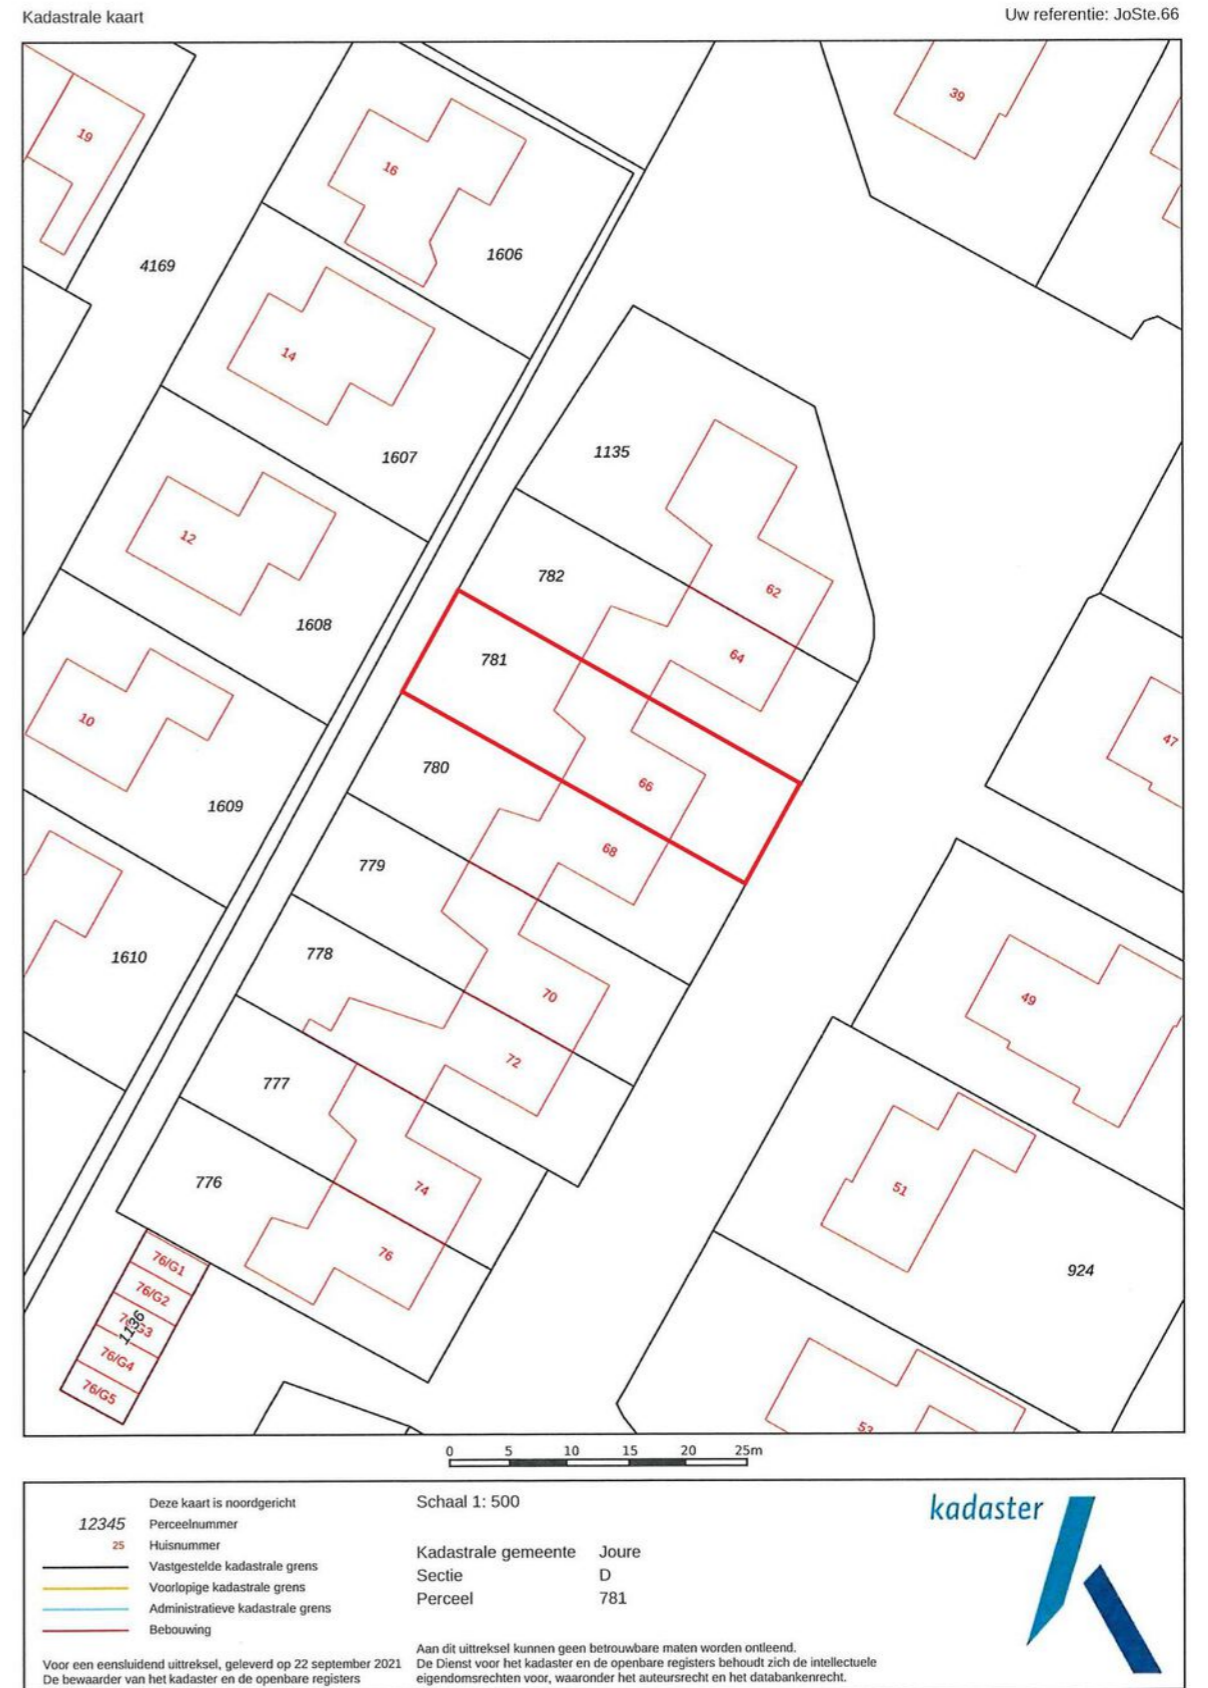 Kadastrale kaart
Uw referentie: JoSte.66
39
19
16
1606
4169
14
1607
1135
12
782
62
1608
64
781
47
10
780
66
1609
68
779
1610
778
70
49
72
777
776
74
51
76
924
76/G1
76/G2
76/G3
1136
76/G4
76/G5
53
0 5 10 15 20 25m
Deze kaart is noordgericht
12345 Perceelnummer
25 Huisnummer
Vastgestelde kadastrale grens
Voorlopige kadastrale grens
Administratieve kadastrale grens
Bebouwing
Voor een eensluidend uittreksel, geleverd op 22 september 2021
De bewaarder van het kadaster en de openbare registers
Schaal 1: 500
Kadastrale gemeente Joure
Sectie D
Perceel 781
Aan dit uittreksel kunnen geen betrouwbare maten worden ontleend.
De Dienst voor het kadaster en de openbare registers behoudt zich de intellectuele
eigendomsrechten voor, waaronder het auteursrecht en het databankenrecht.
kadaster